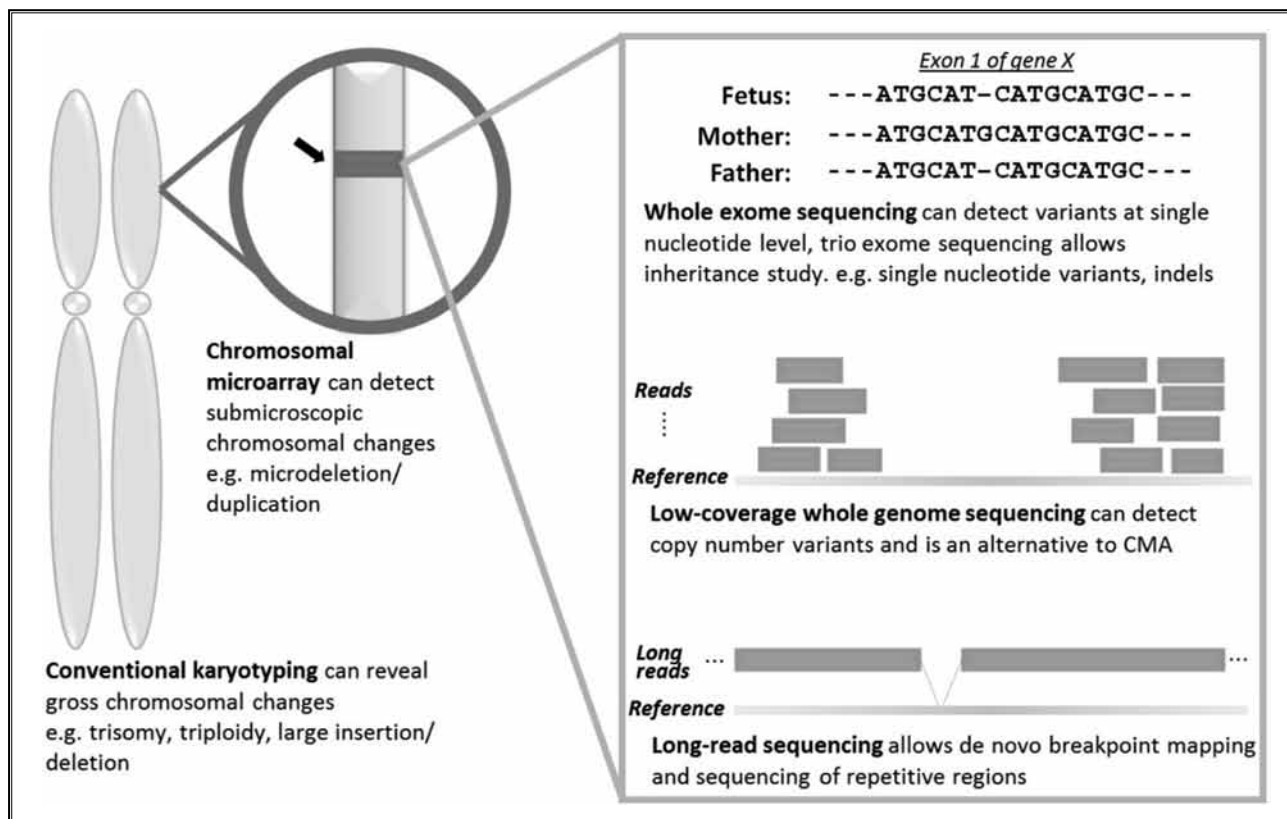 Exon 1 of gene X
Fetus: ---ATGCAT–CATGCATGC---
Mother: ---ATGCATGCATGCATGC---
Father: ---ATGCAT–CATGCATGC---
Whole exome sequencing can detect variants at single
nucleotide level, trio exome sequencing allows
inheritance study. e.g. single nucleotide variants, indels
Chromosomal
microarray can detect
submicroscopic
chromosomal changes
e.g. microdeletion/
duplication
Reads
⋮
Reference
Low-coverage whole genome sequencing can detect
copy number variants and is an alternative to CMA
Conventional karyotyping can reveal
gross chromosomal changes
e.g. trisomy, triploidy, large insertion/
deletion
Long ... ...
reads
Reference
Long-read sequencing allows de novo breakpoint mapping
and sequencing of repetitive regions